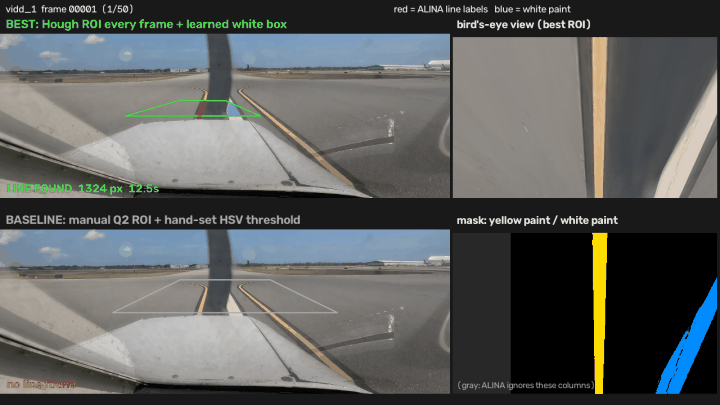 vidd_1 frame 00001 (1/50)
red = ALINA line labels blue = white paint
BEST: Hough ROI every frame + learned white box
bird's-eye view (best ROI)
LINE FOUND 1324 px 12.5s
BASELINE: manual Q2 ROI + hand-set HSV threshold
mask: yellow paint / white paint
no line found
(gray: ALINA ignores these columns)